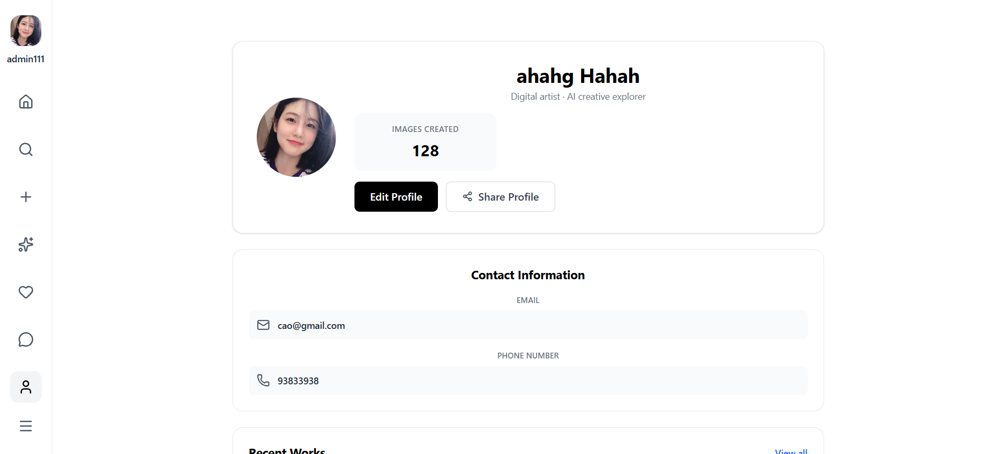 admin111
ahahg Hahah
Digital artist · AI creative explorer
IMAGES CREATED
128
Edit Profile
Share Profile
Contact Information
EMAIL
cao@gmail.com
PHONE NUMBER
93833938
Recent Works
View all